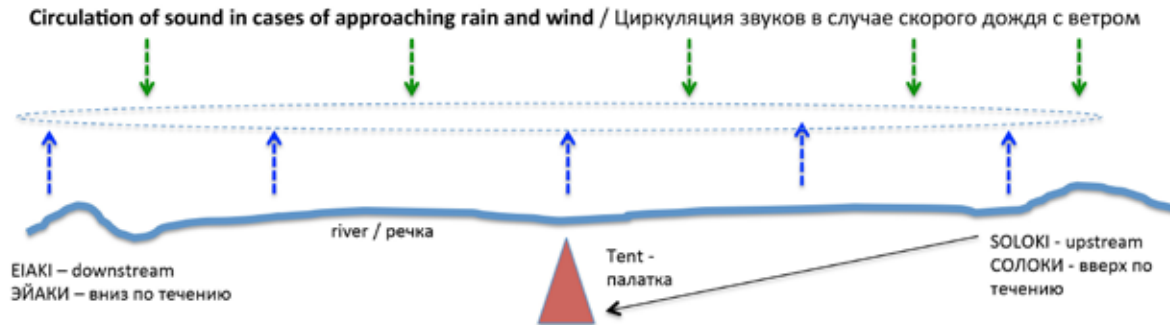 Circulation of sound in cases of approaching rain and wind / Циркуляция звуков в случае скорого дождя с ветром
river / речка
EIAKI – downstream
ЭЙАКИ – вниз по течению
Tent -
палатка
SOLOKI - upstream
СОЛОКИ - вверх по
течению